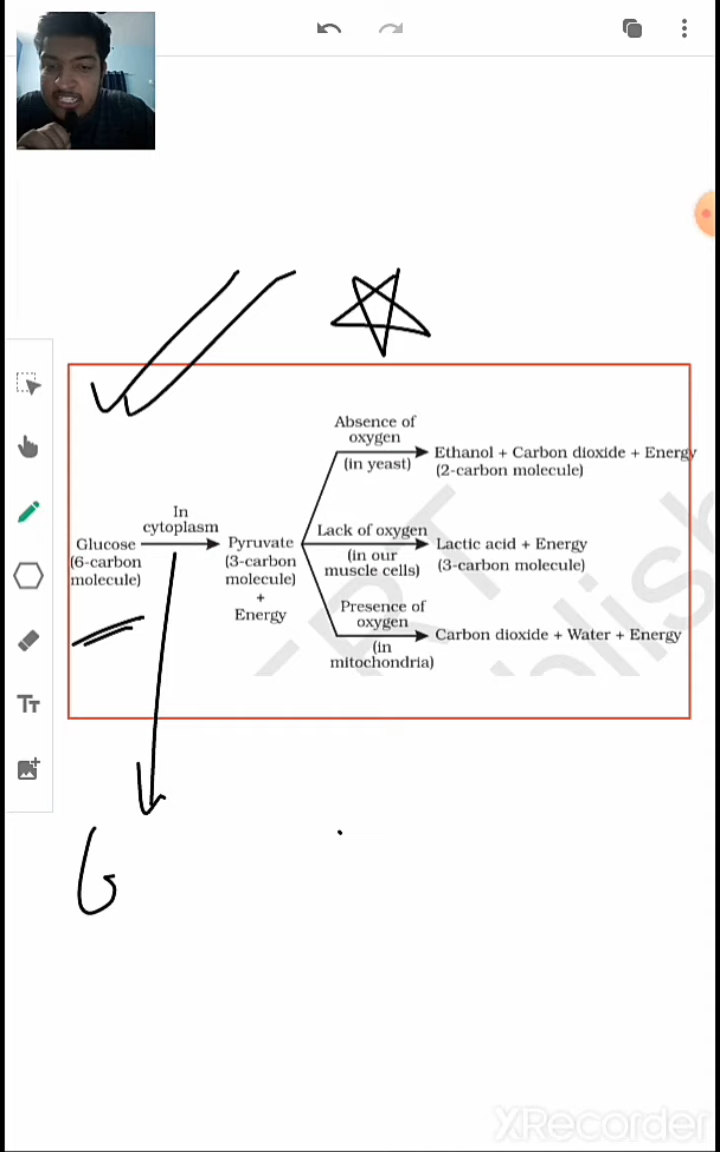 Absence of
oxygen
(in yeast)
Ethanol + Carbon dioxide + Energy
(2-carbon molecule)
In
cytoplasm
Glucose
(6-carbon
molecule)
Pyruvate
(3-carbon
molecule)
+
Energy
Lack of oxygen
(in our
muscle cells)
Lactic acid + Energy
(3-carbon molecule)
Presence of
oxygen
(in
mitochondria)
Carbon dioxide + Water + Energy
G
TT
XRecorder